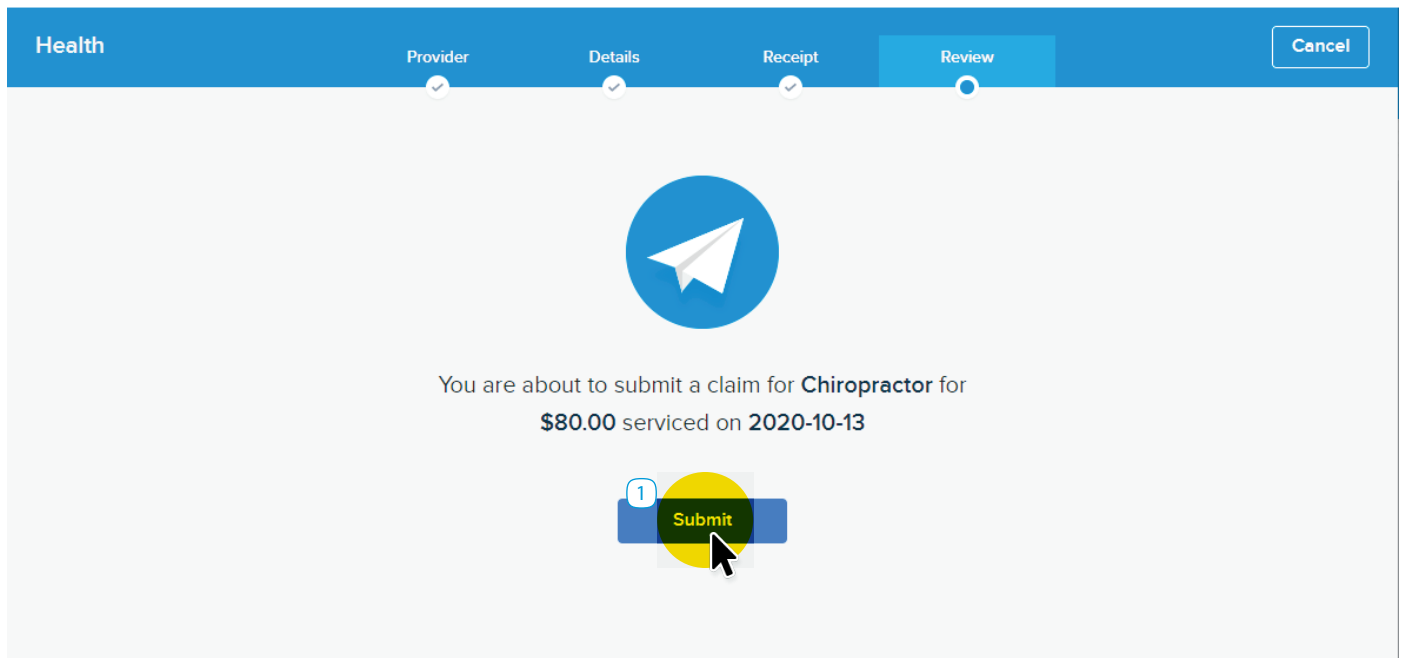 Health
Provider
Details
Receipt
Review
Cancel
You are about to submit a claim for Chiropractor for
$80.00 serviced on 2020-10-13
1
Submit